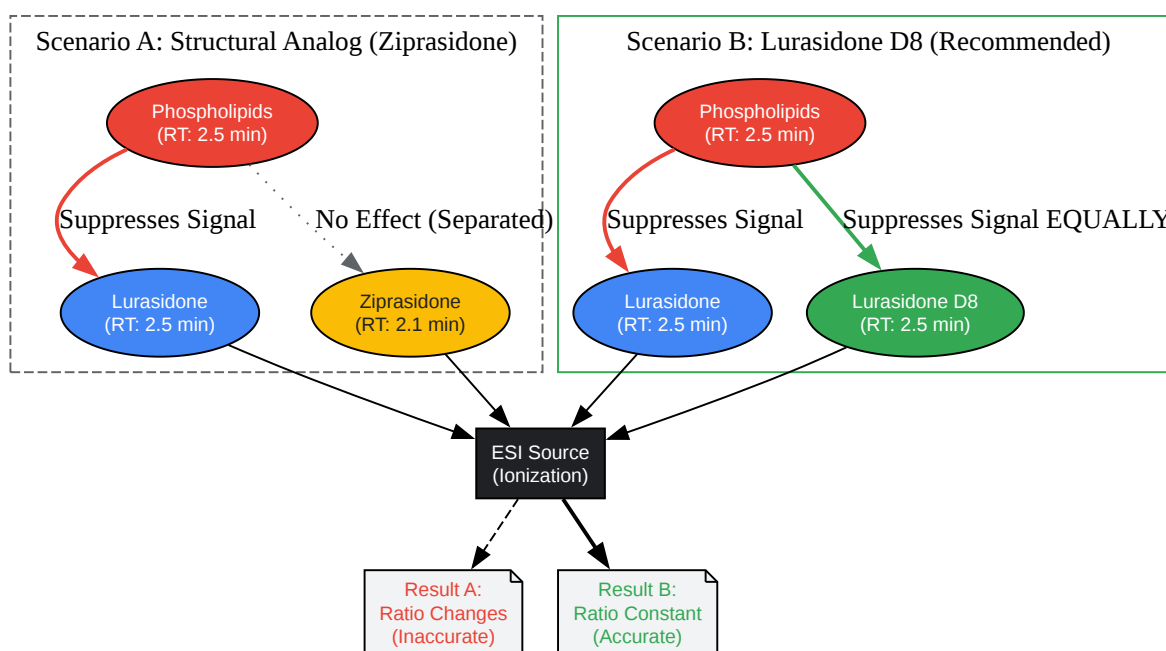 Scenario A: Structural Analog (Ziprasidone)
Phospholipids
(RT: 2.5 min)
Suppresses Signal
No Effect (Separated)
Lurasidone
(RT: 2.5 min)
Ziprasidone
(RT: 2.1 min)
Scenario B: Lurasidone D8 (Recommended)
Phospholipids
(RT: 2.5 min)
Suppresses Signal
Suppresses Signal EQUALLY
Lurasidone
(RT: 2.5 min)
Lurasidone D8
(RT: 2.5 min)
ESI Source
(Ionization)
Result A:
Ratio Changes
(Inaccurate)
Result B:
Ratio Constant
(Accurate)